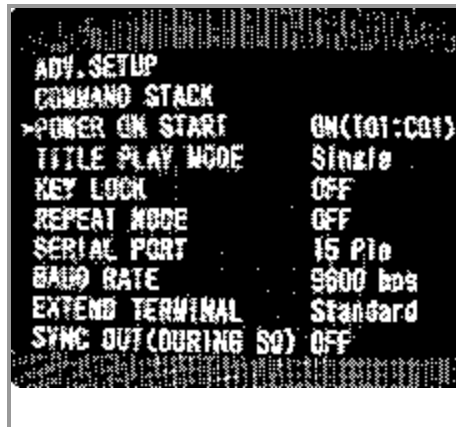 ADV.SETUP
COMMAND STACK
➢POWER ON START ON(T01:C01)
TITLE PLAY MODE Single
KEY LOCK OFF
REPEAT MODE OFF
SERIAL PORT 15 Pin
BAUD RATE 9600 bps
EXTEND TERMINAL Standard
SYNC OUT(DURING SQ) OFF